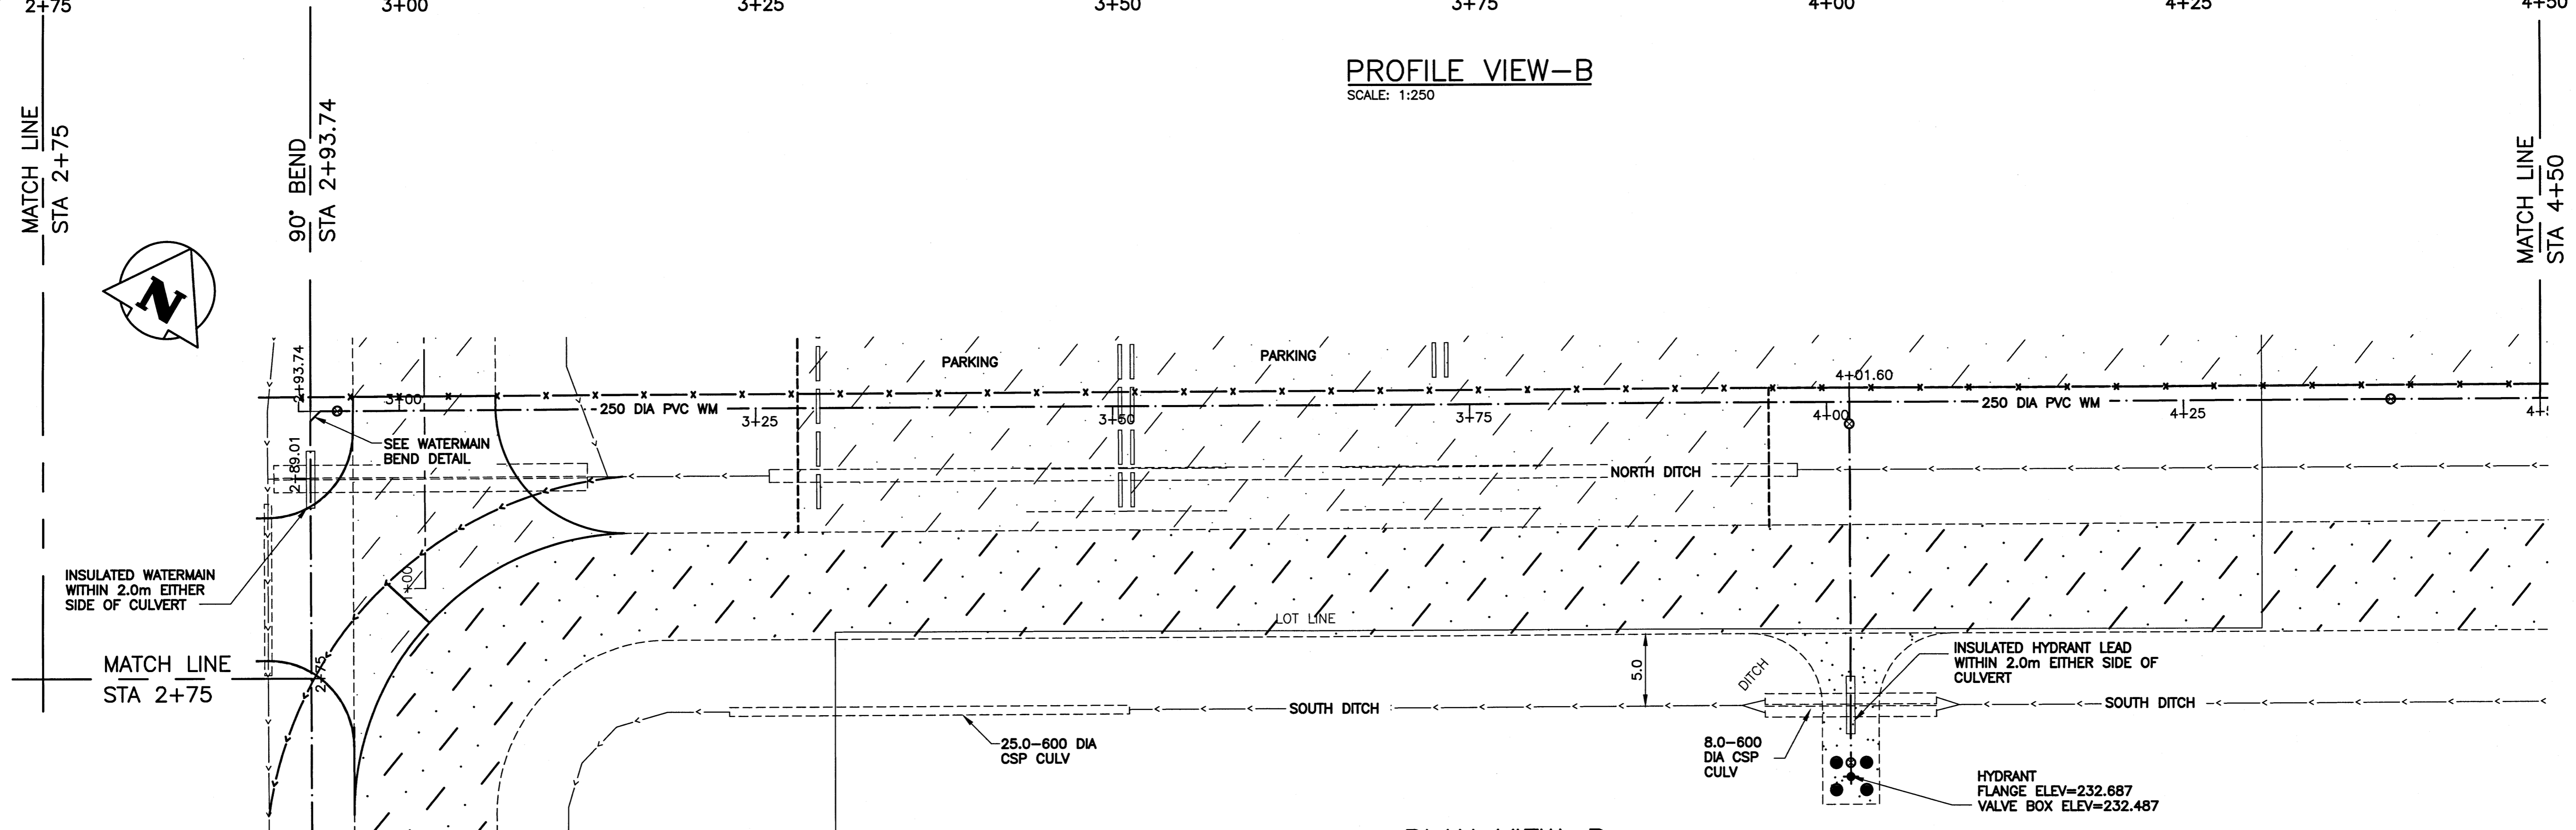 2+75
3+00
3+25
3+50
3+75
4+00
4+25
4+50
PROFILE VIEW-B
SCALE: 1:250
MATCH LINE
STA 2+75
90° BEND
STA 2+93.74
MATCH LINE
STA 4+50
N
2+93.74
PARKING
PARKING
4+01.60
3+00
250 DIA PVC WM
3+25
3+50
3+75
4+00
250 DIA PVC WM
4+25
SEE WATERMAIN
BEND DETAIL
2+89.01
NORTH DITCH
INSULATED WATERMAIN
WITHIN 2.0m EITHER
SIDE OF CULVERT
1+00
LOT LINE
MATCH LINE
STA 2+75
2+75
5.0
DITCH
INSULATED HYDRANT LEAD
WITHIN 2.0m EITHER SIDE OF
CULVERT
SOUTH DITCH
SOUTH DITCH
25.0-600 DIA
CSP CULV
8.0-600
DIA CSP
CULV
HYDRANT
FLANGE ELEV=232.687
VALVE BOX ELEV=232.487